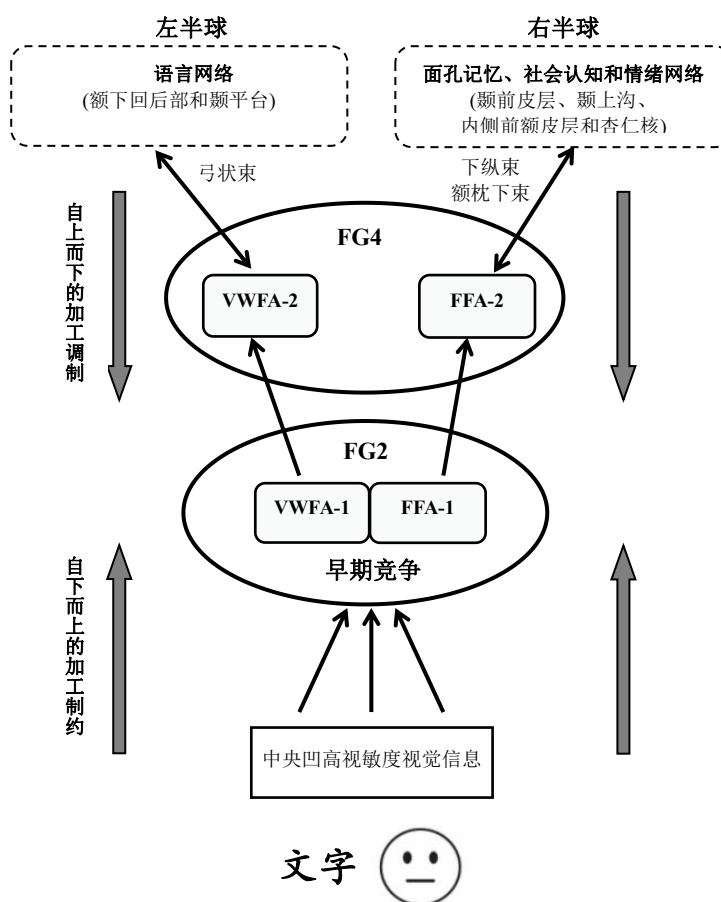 左半球
右半球
语言网络
(额下回后部和颞平台)
面孔记忆、社会认知和情绪网络
(颞前皮层、颞上沟、
内侧前额皮层和杏仁核)
弓状束
下纵束
额枕下束
自上而下的加工调制
FG4
VWFA-2
FFA-2
FG2
VWFA-1
FFA-1
早期竞争
自下而上的加工制约
中央凹高视敏度视觉信息
文字